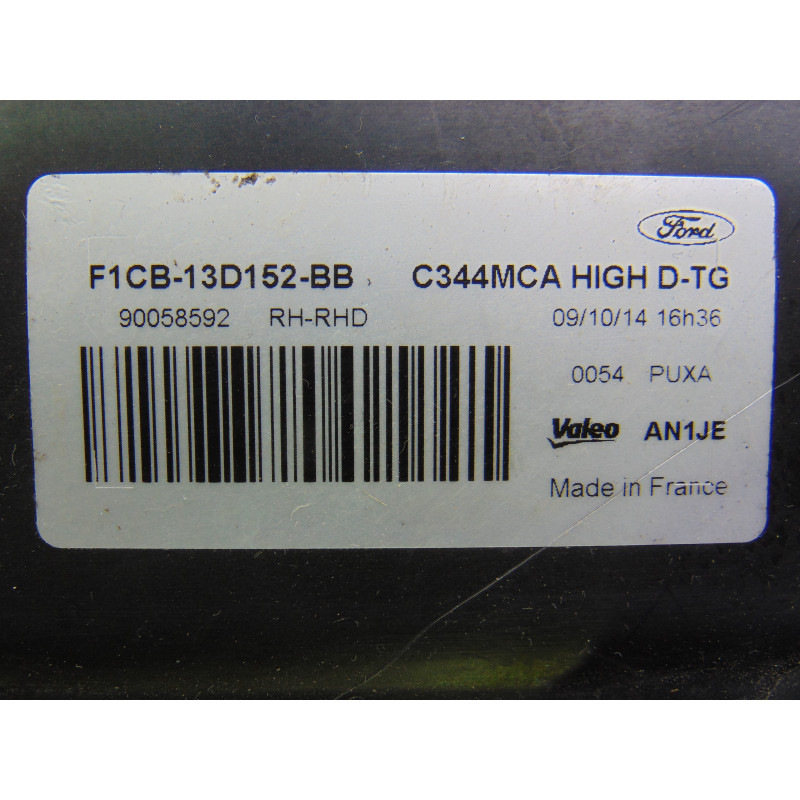 Ford
F1CB-13D152-BB C344MCA HIGH D-TG
90058592 RH-RHD 09/10/14 16h36
0054 PUXA
Valeo AN1JE
Made in France